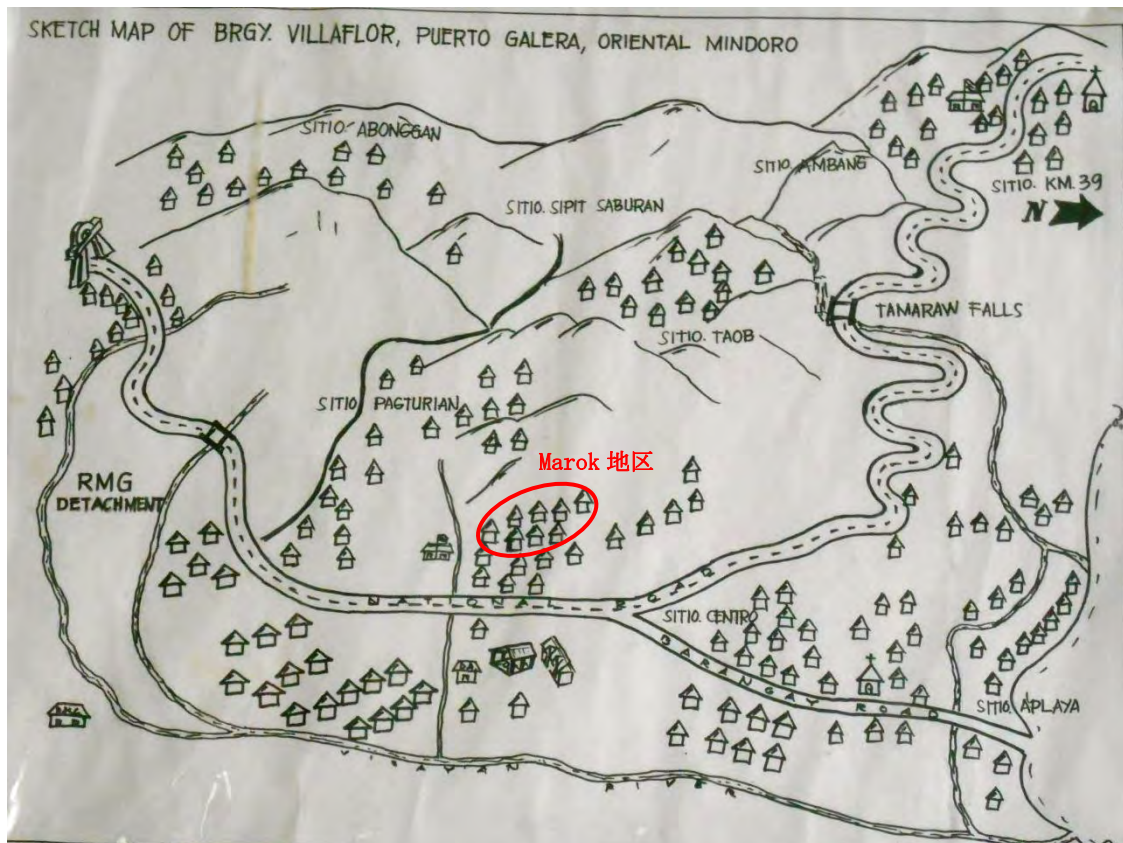 SKETCH MAP OF BRGY. VILLAFLOR, PUERTO GALERA, ORIENTAL MINDORO
SITIO. ABONGGAN
SITIO. AMBANG
SITIO. KM. 39
N
SITIO. SIPIT SABURAN
TAMARAW FALLS
SITIO. TAOB
SITIO PAGTURIAN
Marok 地区
RMG
DETACHMENT
NATIONAL ROAD
SITIO. CENTRO
BARANGAY ROAD
SITIO. APLAYA
VISAYAN RIVER